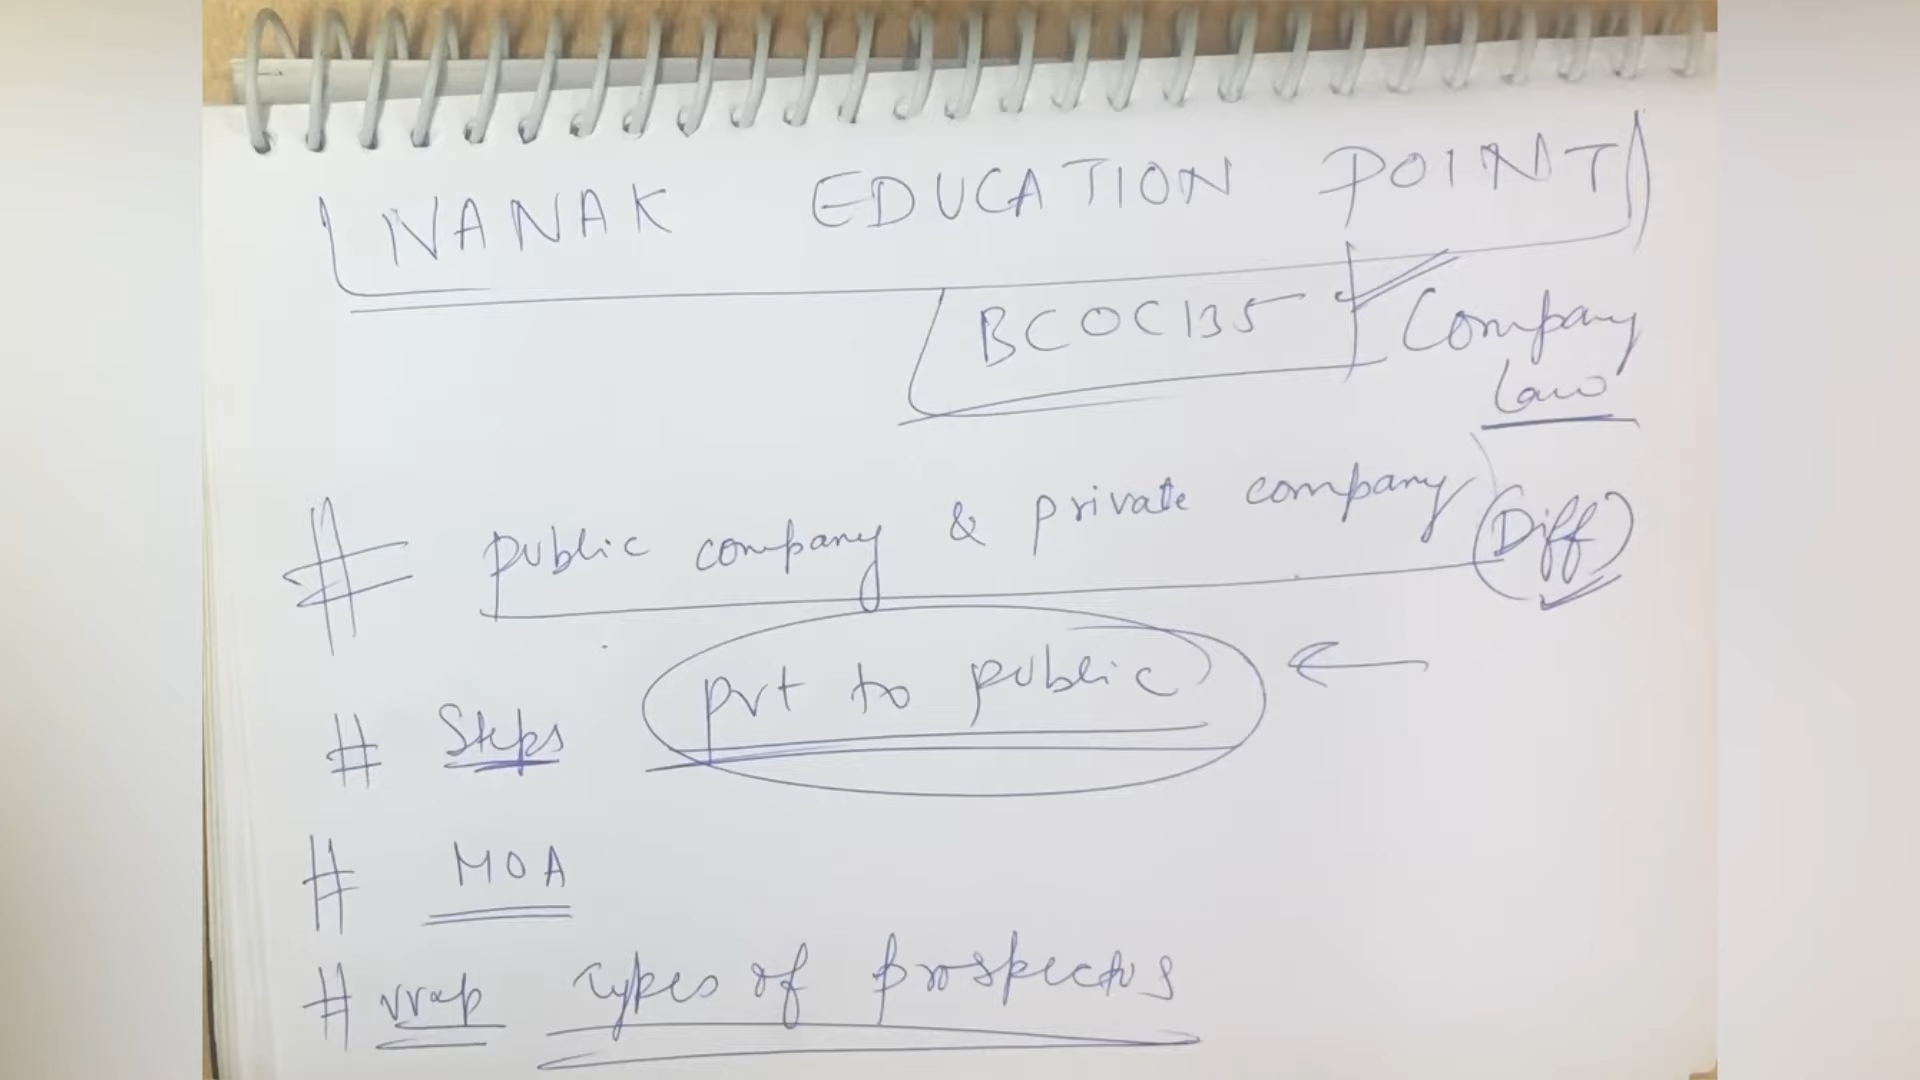 NANAK EDUCATION POINT
BCOC135 Company
Law
# public company & private company (Diff)
# Steps pvt to public
# MOA
# vvap types of prospectus